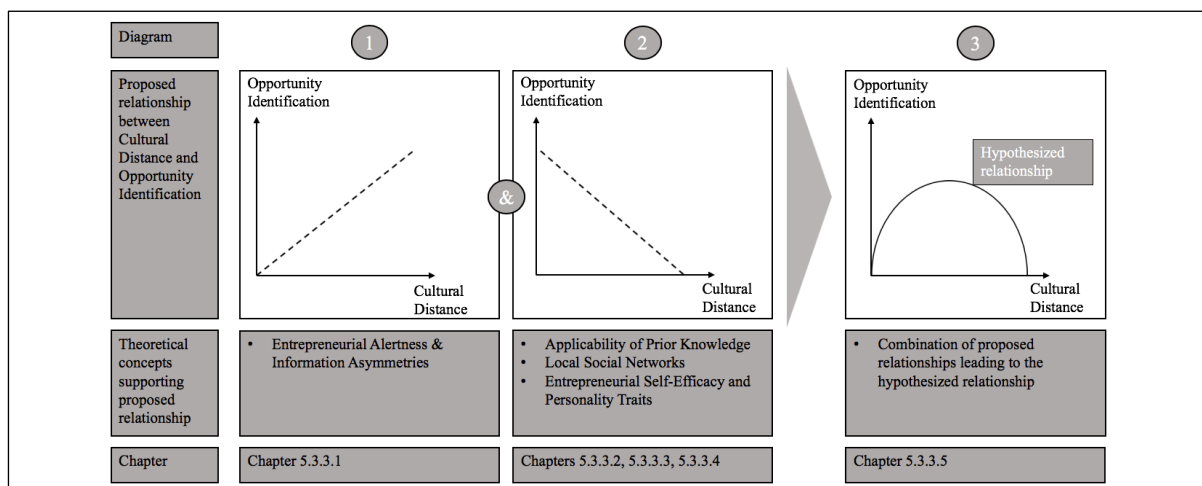 Diagram
1
2
3
Proposed
relationship
between
Cultural
Distance and
Opportunity
Identification
Opportunity
Identification
Cultural
Distance
&
Opportunity
Identification
Cultural
Distance
Opportunity
Identification
Hypothesized
relationship
Cultural
Distance
Theoretical
concepts
supporting
proposed
relationship
• Entrepreneurial Alertness &
Information Asymmetries
• Applicability of Prior Knowledge
• Local Social Networks
• Entrepreneurial Self-Efficacy and
Personality Traits
• Combination of proposed
relationships leading to the
hypothesized relationship
Chapter
Chapter 5.3.3.1
Chapters 5.3.3.2, 5.3.3.3, 5.3.3.4
Chapter 5.3.3.5